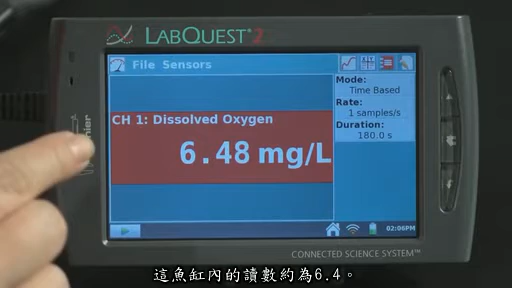 LABQUEST®2
File Sensors
Mode:
Time Based
Rate:
1 samples/s
Duration:
180.0 s
CH 1: Dissolved Oxygen
6.48 mg/L
02:06PM
CONNECTED SCIENCE SYSTEM™
這魚缸內的讀數約為6.4。